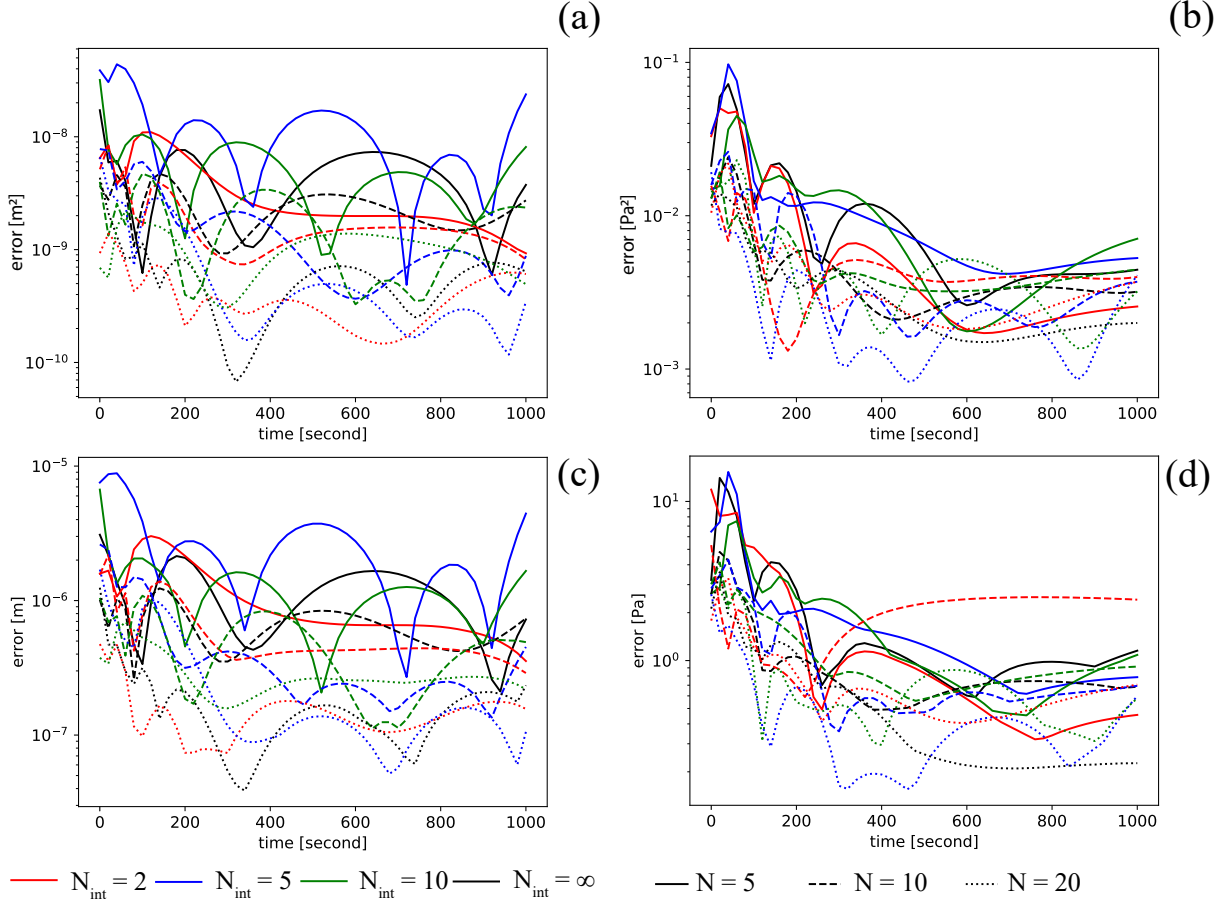 (a)
(b)
error [m²]
10⁻⁸
10⁻⁹
10⁻¹⁰
0 200 400 600 800 1000
time [second]
error [Pa²]
10⁻¹
10⁻²
10⁻³
0 200 400 600 800 1000
time [second]
(c)
(d)
error [m]
10⁻⁵
10⁻⁶
10⁻⁷
0 200 400 600 800 1000
time [second]
error [Pa]
10¹
10⁰
0 200 400 600 800 1000
time [second]
N_int = 2 N_int = 5 N_int = 10 N_int = ∞ N = 5 N = 10 N = 20